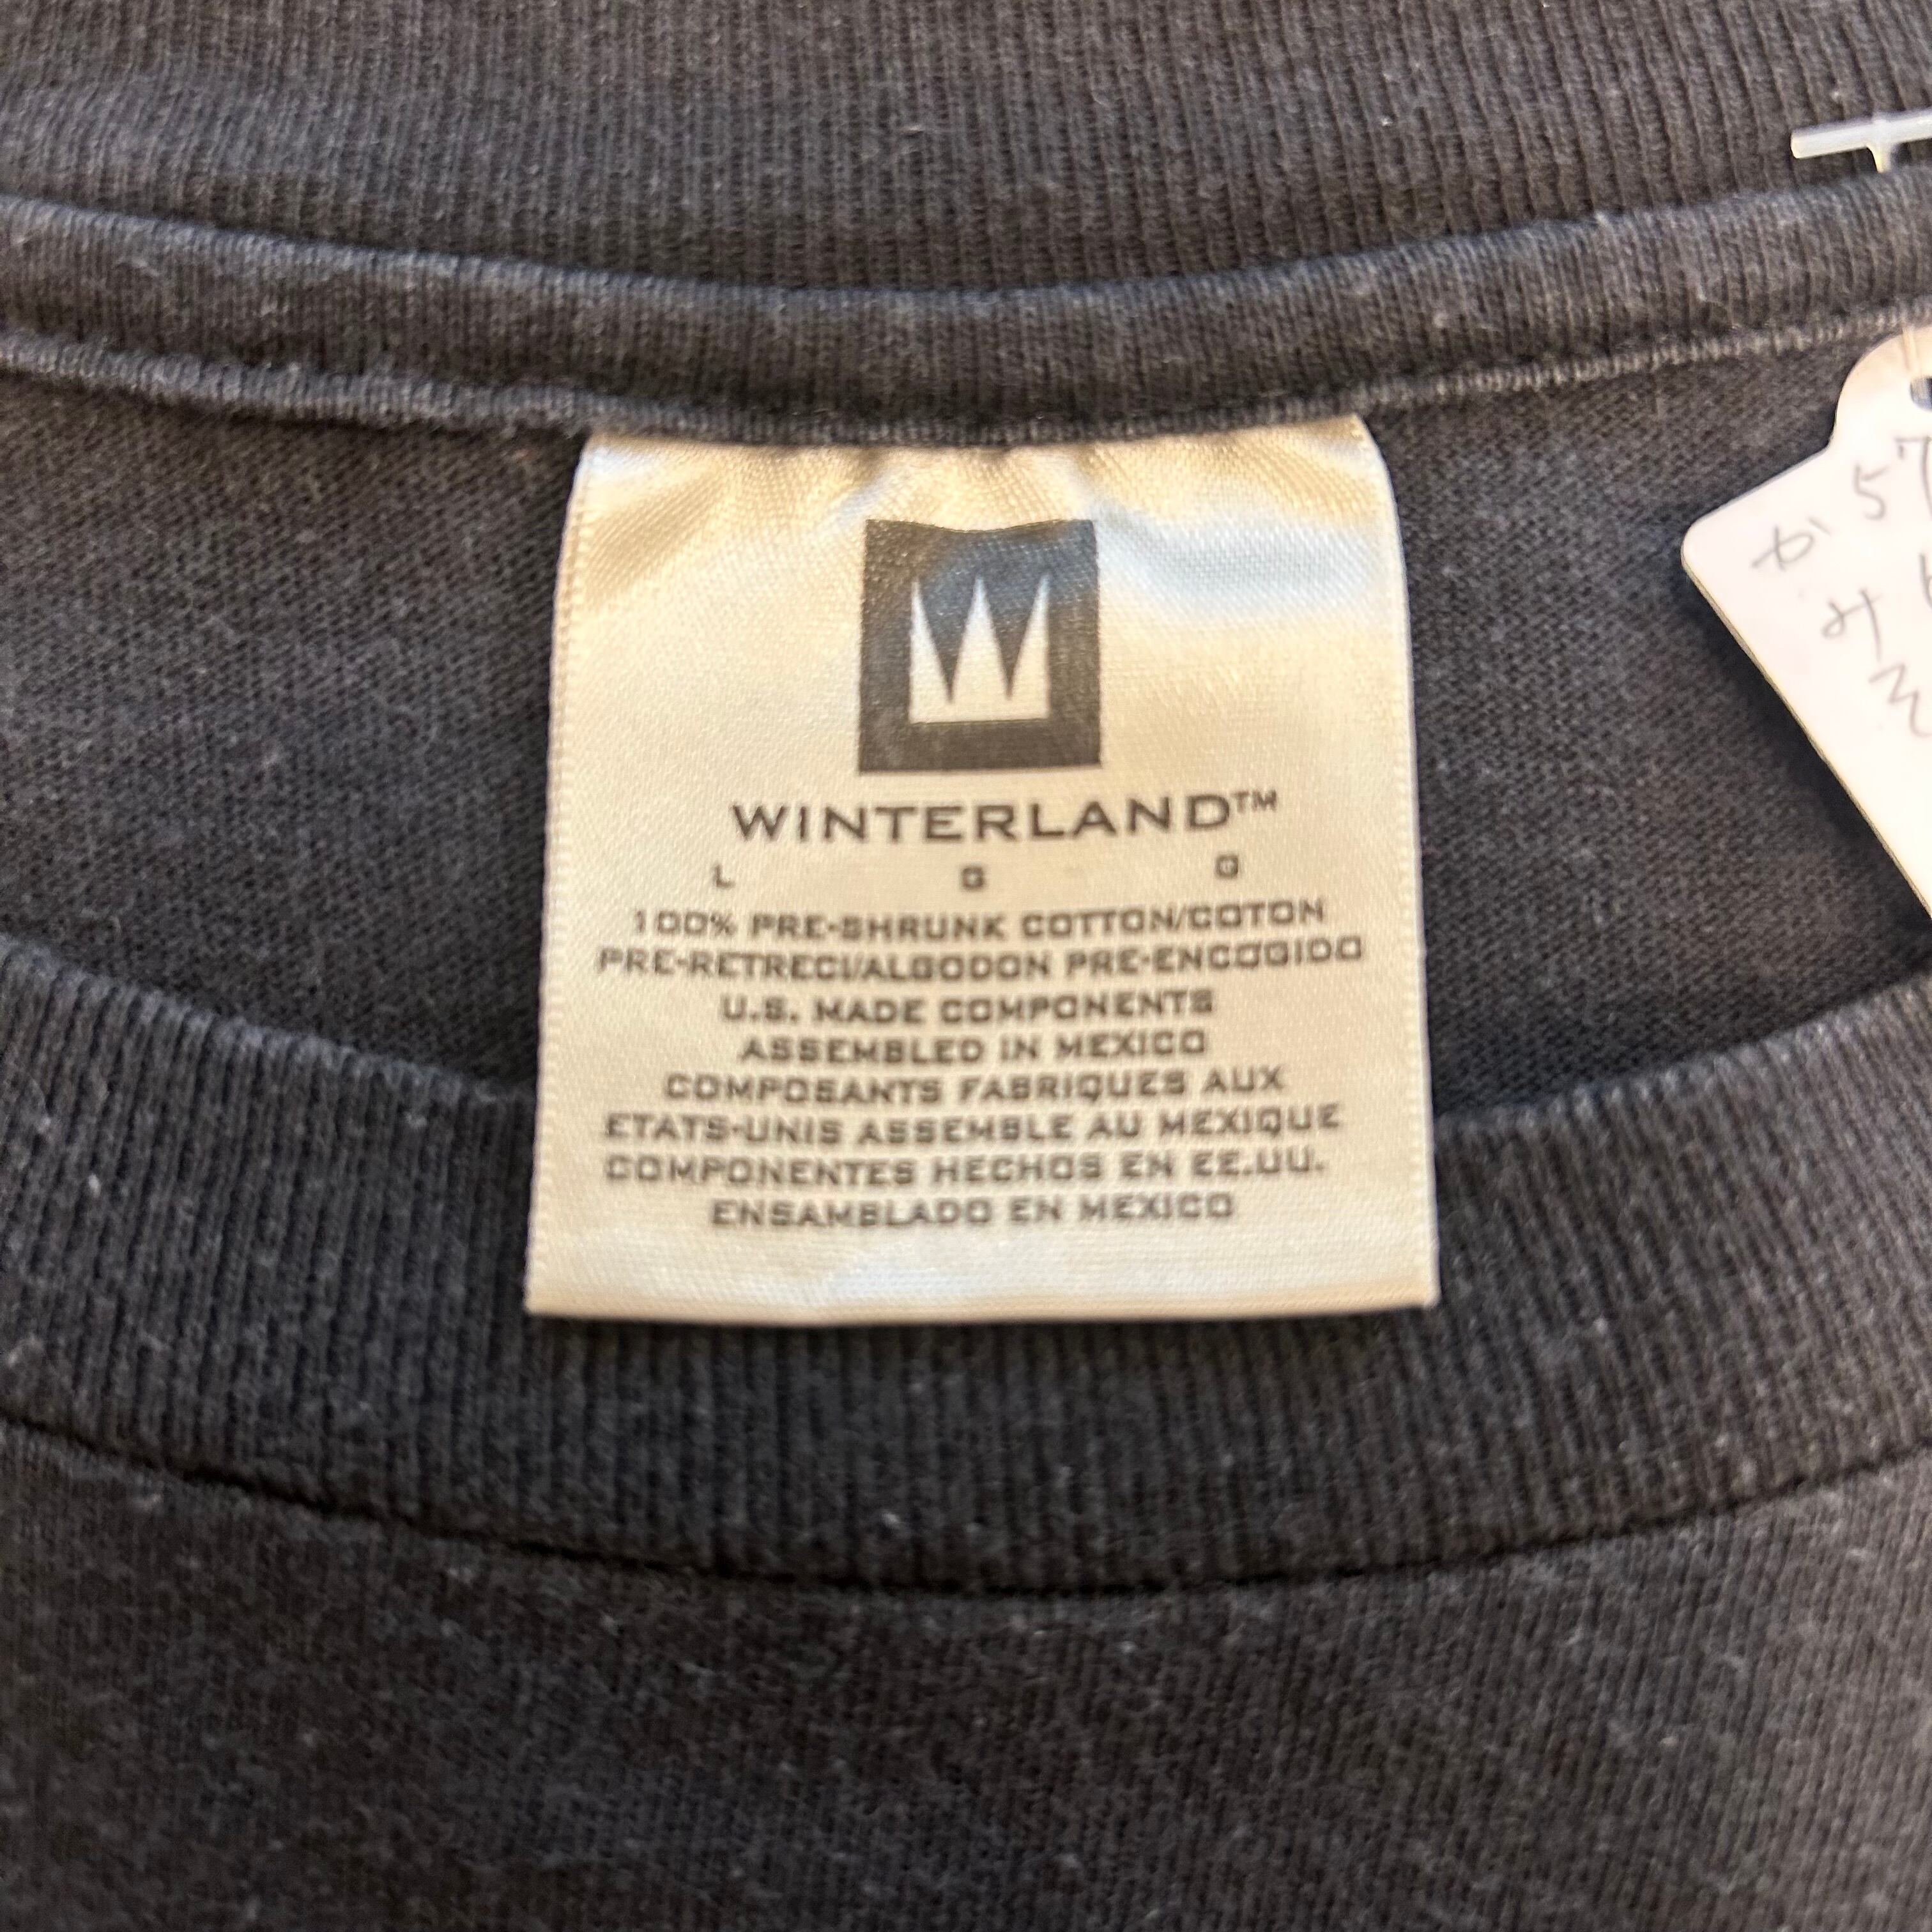 W
WINTERLAND™
L G G
100% PRE-SHRUNK COTTON/COTON
PRE-RETRECI/ALGODON PRE-ENCOGIDO
U.S. MADE COMPONENTS
ASSEMBLED IN MEXICO
COMPOSANTS FABRIQUES AUX
ETATS-UNIS ASSEMBLE AU MEXIQUE
COMPONENTES HECHOS EN EE.UU.
ENSAMBLADO EN MEXICO
57